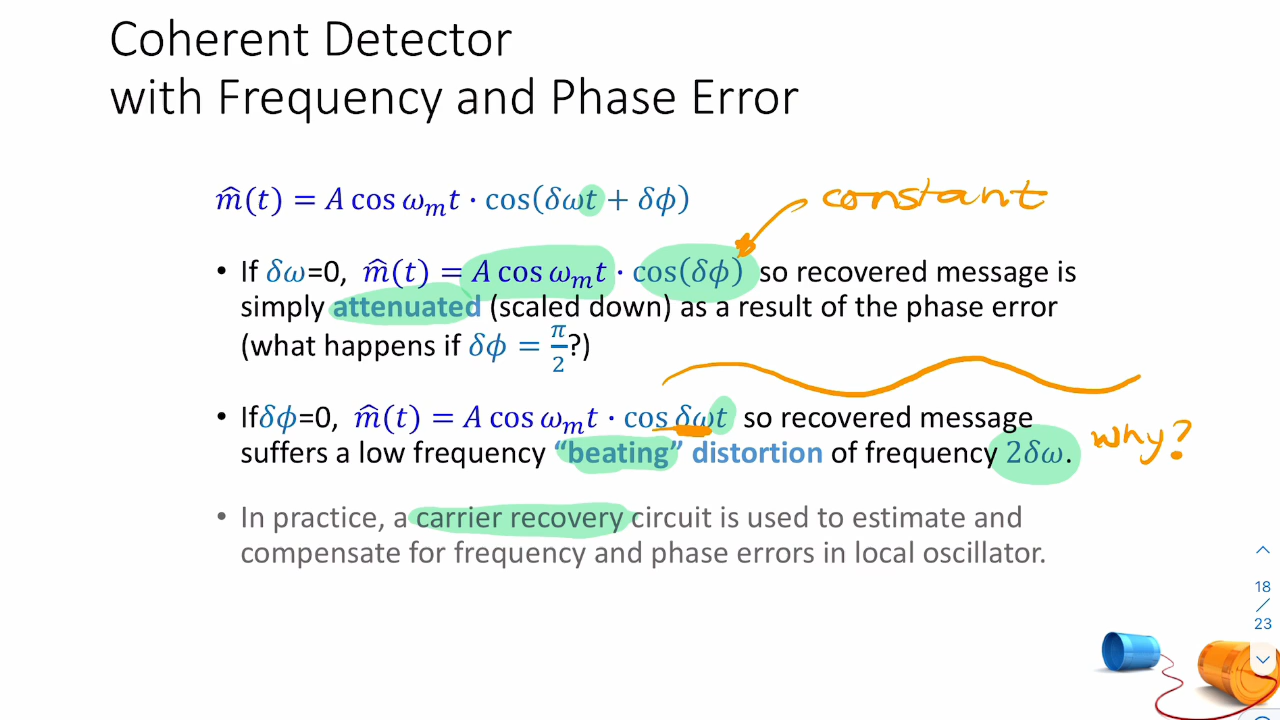 Coherent Detector
with Frequency and Phase Error
m̂(t) = A cos ωₘt · cos(δωt + δϕ)
constant
• If δω=0, m̂(t) = A cos ωₘt · cos(δϕ) so recovered message is
simply attenuated (scaled down) as a result of the phase error
(what happens if δϕ = π/2?)
• Ifδϕ=0, m̂(t) = A cos ωₘt · cos δωt so recovered message
suffers a low frequency “beating” distortion of frequency 2δω.
why?
• In practice, a carrier recovery circuit is used to estimate and
compensate for frequency and phase errors in local oscillator.
18
/
23